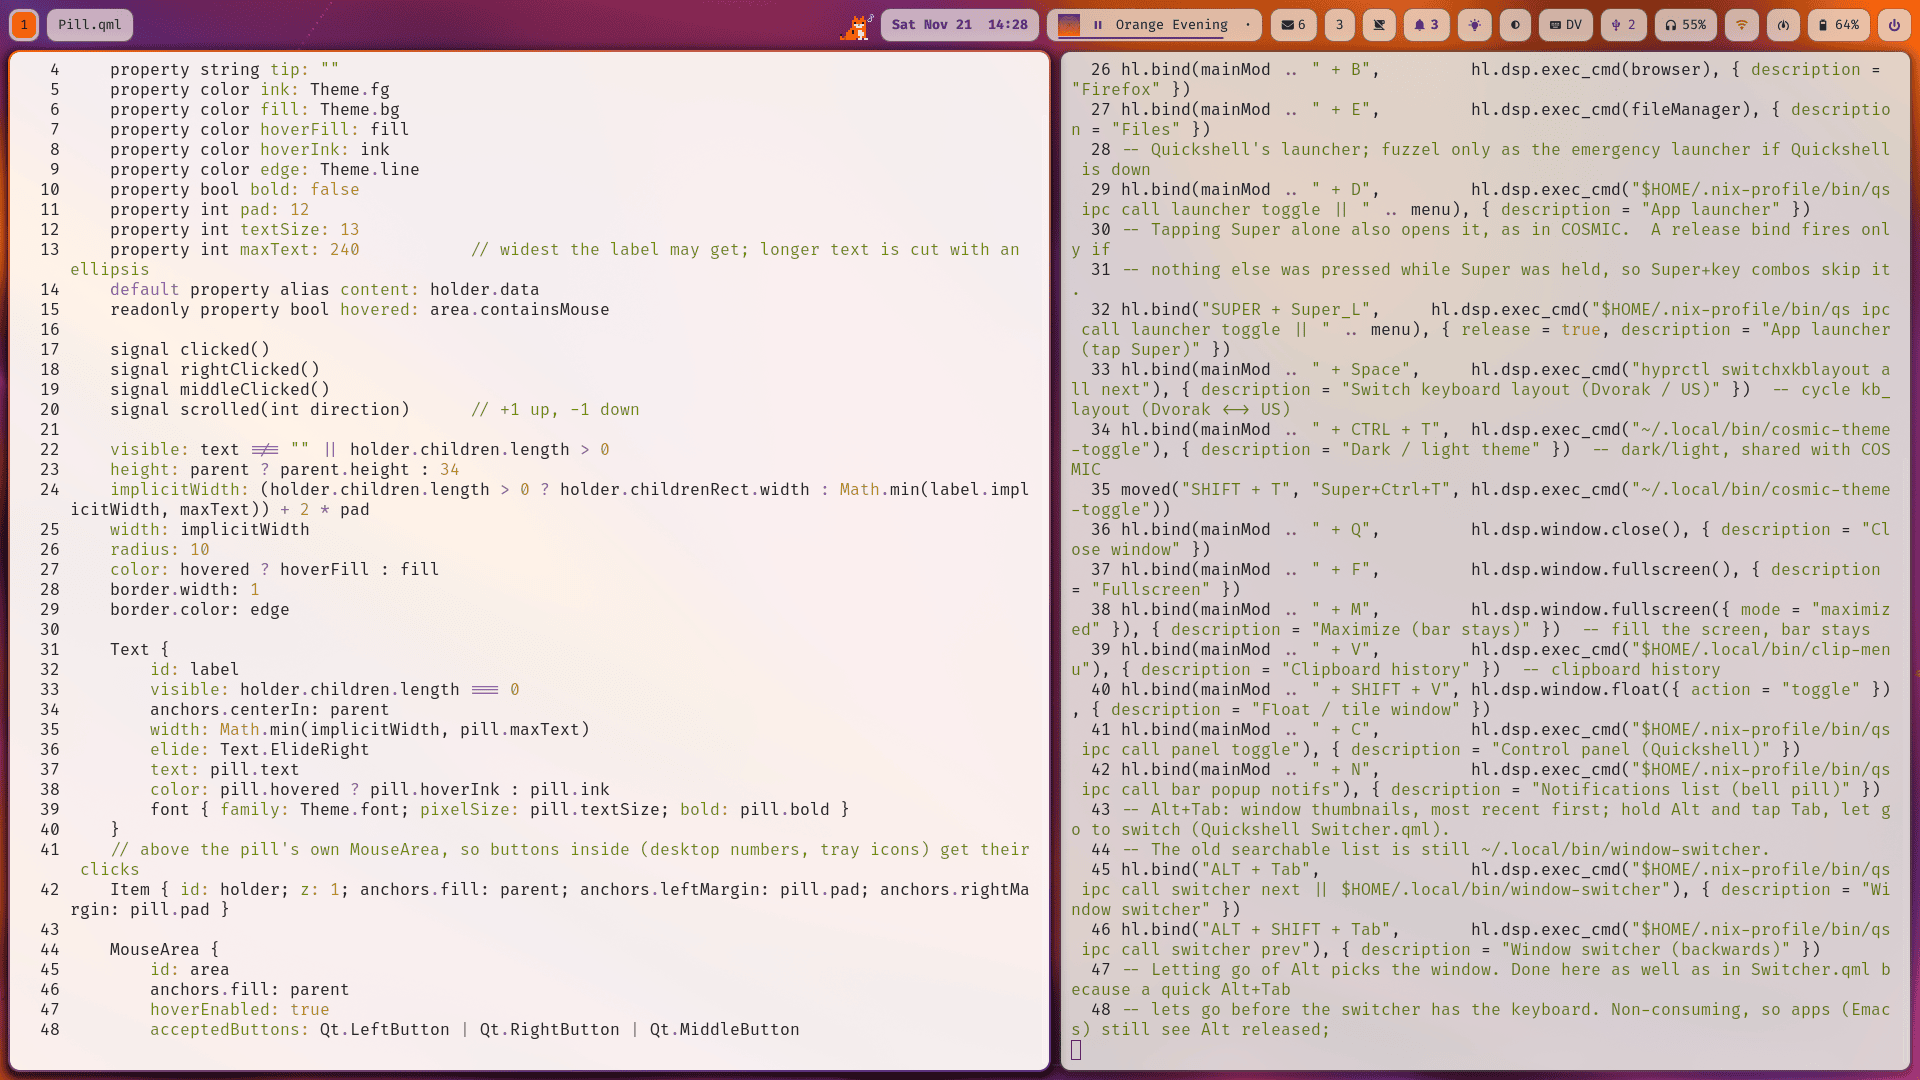 1 Pill.qml Sat Nov 21 14:28 Orange Evening · 6 3 3 DV 2 55% 64%
4 property string tip: ""
5 property color ink: Theme.fg
6 property color fill: Theme.bg
7 property color hoverFill: fill
8 property color hoverInk: ink
9 property color edge: Theme.line
10 property bool bold: false
11 property int pad: 12
12 property int textSize: 13
13 property int maxText: 240 // widest the label may get; longer text is cut with an
ellipsis
14 default property alias content: holder.data
15 readonly property bool hovered: area.containsMouse
16
17 signal clicked()
18 signal rightClicked()
19 signal middleClicked()
20 signal scrolled(int direction) // +1 up, -1 down
21
22 visible: text !== "" || holder.children.length > 0
23 height: parent ? parent.height : 34
24 implicitWidth: (holder.children.length > 0 ? holder.childrenRect.width : Math.min(label.impl
icitWidth, maxText)) + 2 * pad
25 width: implicitWidth
26 radius: 10
27 color: hovered ? hoverFill : fill
28 border.width: 1
29 border.color: edge
30
31 Text {
32 id: label
33 visible: holder.children.length === 0
34 anchors.centerIn: parent
35 width: Math.min(implicitWidth, pill.maxText)
36 elide: Text.ElideRight
37 text: pill.text
38 color: pill.hovered ? pill.hoverInk : pill.ink
39 font { family: Theme.font; pixelSize: pill.textSize; bold: pill.bold }
40 }
41 // above the pill's own MouseArea, so buttons inside (desktop numbers, tray icons) get their
clicks
42 Item { id: holder; z: 1; anchors.fill: parent; anchors.leftMargin: pill.pad; anchors.rightMa
rgin: pill.pad }
43
44 MouseArea {
45 id: area
46 anchors.fill: parent
47 hoverEnabled: true
48 acceptedButtons: Qt.LeftButton | Qt.RightButton | Qt.MiddleButton
26 hl.bind(mainMod .. " + B", hl.dsp.exec_cmd(browser), { description =
"Firefox" })
27 hl.bind(mainMod .. " + E", hl.dsp.exec_cmd(fileManager), { descriptio
n = "Files" })
28 -- Quickshell's launcher; fuzzel only as the emergency launcher if Quickshell
is down
29 hl.bind(mainMod .. " + D", hl.dsp.exec_cmd("$HOME/.nix-profile/bin/qs
ipc call launcher toggle || " .. menu), { description = "App launcher" })
30 -- Tapping Super alone also opens it, as in COSMIC. A release bind fires onl
y if
31 -- nothing else was pressed while Super was held, so Super+key combos skip it
.
32 hl.bind("SUPER + Super_L", hl.dsp.exec_cmd("$HOME/.nix-profile/bin/qs ipc
call launcher toggle || " .. menu), { release = true, description = "App launcher
(tap Super)" })
33 hl.bind(mainMod .. " + Space", hl.dsp.exec_cmd("hyprctl switchxkblayout a
ll next"), { description = "Switch keyboard layout (Dvorak / US)" }) -- cycle kb_
layout (Dvorak <-> US)
34 hl.bind(mainMod .. " + CTRL + T", hl.dsp.exec_cmd("~/.local/bin/cosmic-theme
-toggle"), { description = "Dark / light theme" }) -- dark/light, shared with COS
MIC
35 moved("SHIFT + T", "Super+Ctrl+T", hl.dsp.exec_cmd("~/.local/bin/cosmic-theme
-toggle"))
36 hl.bind(mainMod .. " + Q", hl.dsp.window.close(), { description = "Cl
ose window" })
37 hl.bind(mainMod .. " + F", hl.dsp.window.fullscreen(), { description
= "Fullscreen" })
38 hl.bind(mainMod .. " + M", hl.dsp.window.fullscreen({ mode = "maximiz
ed" }), { description = "Maximize (bar stays)" }) -- fill the screen, bar stays
39 hl.bind(mainMod .. " + V", hl.dsp.exec_cmd("$HOME/.local/bin/clip-men
u"), { description = "Clipboard history" }) -- clipboard history
40 hl.bind(mainMod .. " + SHIFT + V", hl.dsp.window.float({ action = "toggle" })
, { description = "Float / tile window" })
41 hl.bind(mainMod .. " + C", hl.dsp.exec_cmd("$HOME/.nix-profile/bin/qs
ipc call panel toggle"), { description = "Control panel (Quickshell)" })
42 hl.bind(mainMod .. " + N", hl.dsp.exec_cmd("$HOME/.nix-profile/bin/qs
ipc call bar popup notifs"), { description = "Notifications list (bell pill)" })
43 -- Alt+Tab: window thumbnails, most recent first; hold Alt and tap Tab, let g
o to switch (Quickshell Switcher.qml).
44 -- The old searchable list is still ~/.local/bin/window-switcher.
45 hl.bind("ALT + Tab", hl.dsp.exec_cmd("$HOME/.nix-profile/bin/qs
ipc call switcher next || $HOME/.local/bin/window-switcher"), { description = "Wi
ndow switcher" })
46 hl.bind("ALT + SHIFT + Tab", hl.dsp.exec_cmd("$HOME/.nix-profile/bin/qs
ipc call switcher prev"), { description = "Window switcher (backwards)" })
47 -- Letting go of Alt picks the window. Done here as well as in Switcher.qml b
ecause a quick Alt+Tab
48 -- lets go before the switcher has the keyboard. Non-consuming, so apps (Emac
s) still see Alt released;